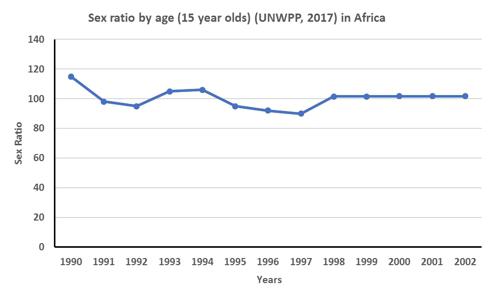 Sex ratio by age (15 year olds) (UNWPP, 2017) in Africa
140
120
100
80
60
40
20
0
Sex Ratio
1990 1991 1992 1993 1994 1995 1996 1997 1998 1999 2000 2001 2002
Years